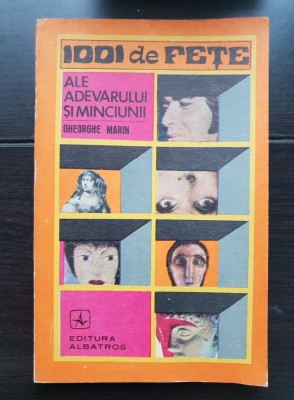 1001 de FEȚE
ALE
ADEVĂRULUI
ȘI MINCIUNII
GHEORGHE MARIN
EDITURA
ALBATROS